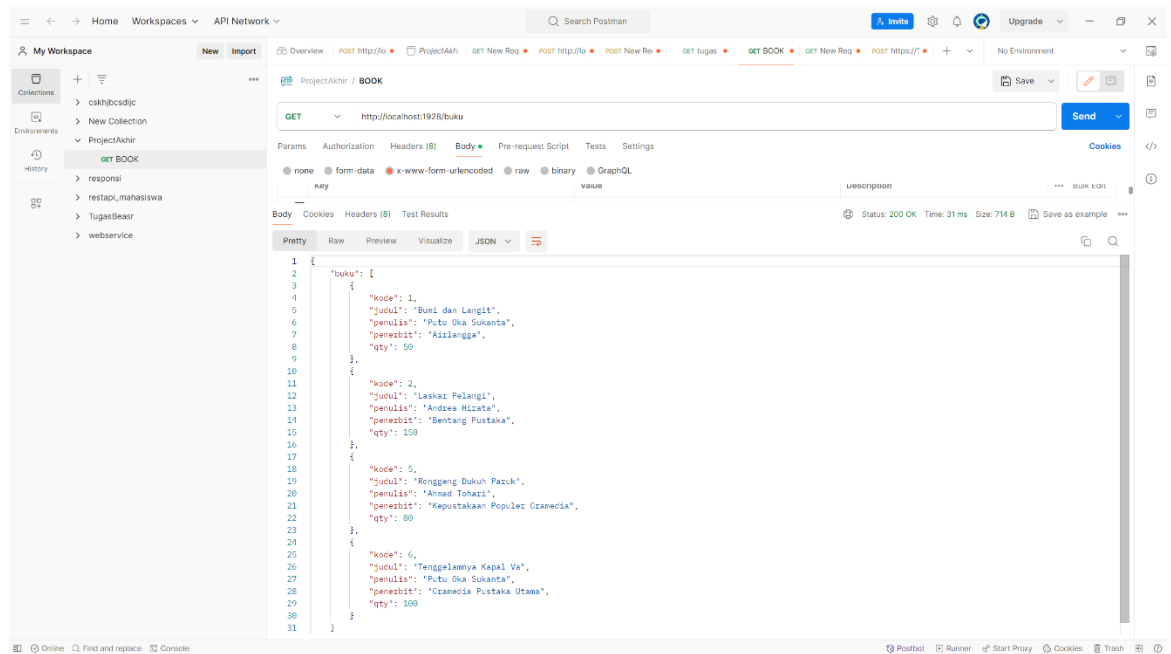 Home Workspaces API Network Search Postman Invite Upgrade
My Workspace New Import Overview POST http://lo ProjectAkhi GET New Req POST http://lo POST New Re GET tugas GET BOOK GET New Req POST https://7. No Environment
Collections
Environments
History
cskhjbcsdijc
New Collection
ProjectAkhir
GET BOOK
responsi
restapi_mahasiswa
TugasBeasr
webservice
ProjectAkhir / BOOK Save
GET http://localhost:1928/buku Send
Params Authorization Headers (8) Body Pre-request Script Tests Settings Cookies
none form-data x-www-form-urlencoded raw binary GraphQL
Key Value Description Bulk Edit
Body Cookies Headers (8) Test Results Status: 200 OK Time: 31 ms Size: 714 B Save as example
Pretty Raw Preview Visualize JSON
1 {
2 "buku": [
3 {
4 "kode": 1,
5 "judul": "Bumi dan Langit",
6 "penulis": "Putu Oka Sukanta",
7 "penerbit": "Airlangga",
8 "qty": 50
9 },
10 {
11 "kode": 2,
12 "judul": "Laskar Pelangi",
13 "penulis": "Andrea Hirata",
14 "penerbit": "Bentang Pustaka",
15 "qty": 150
16 },
17 {
18 "kode": 5,
19 "judul": "Ronggeng Dukuh Paruk",
20 "penulis": "Ahmad Tohari",
21 "penerbit": "Kepustakaan Populer Gramedia",
22 "qty": 80
23 },
24 {
25 "kode": 6,
26 "judul": "Tenggelamnya Kapal Va",
27 "penulis": "Putu Oka Sukanta",
28 "penerbit": "Gramedia Pustaka Utama",
29 "qty": 100
30 }
31 ]
Online Find and replace Console Postbot Runner Start Proxy Cookies Trash